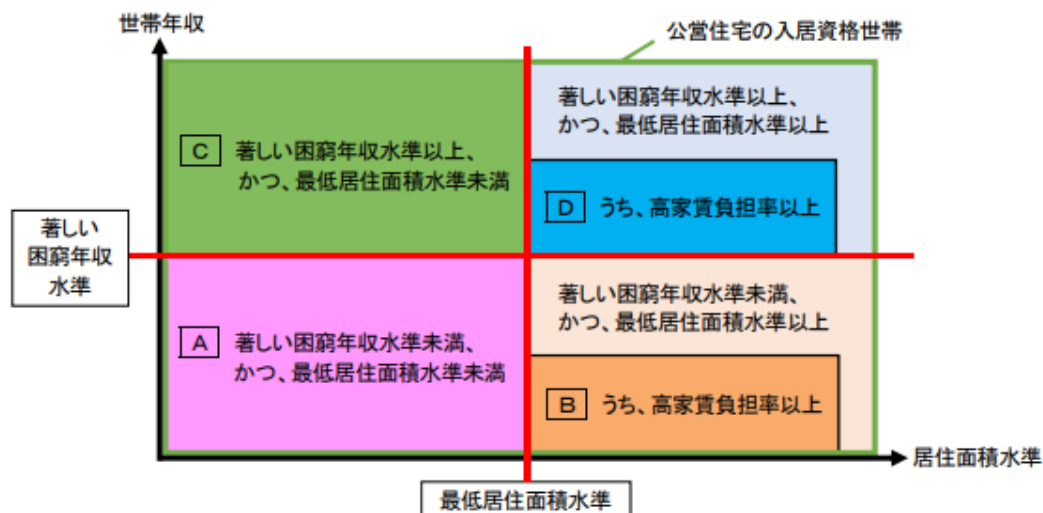 世帯年収
公営住宅の入居資格世帯
著しい困窮年収水準以上、
かつ、最低居住面積水準以上
C 著しい困窮年収水準以上、
かつ、最低居住面積水準未満
D うち、高家賃負担率以上
著しい
困窮年収
水準
著しい困窮年収水準未満、
かつ、最低居住面積水準以上
A 著しい困窮年収水準未満、
かつ、最低居住面積水準未満
B うち、高家賃負担率以上
居住面積水準
最低居住面積水準